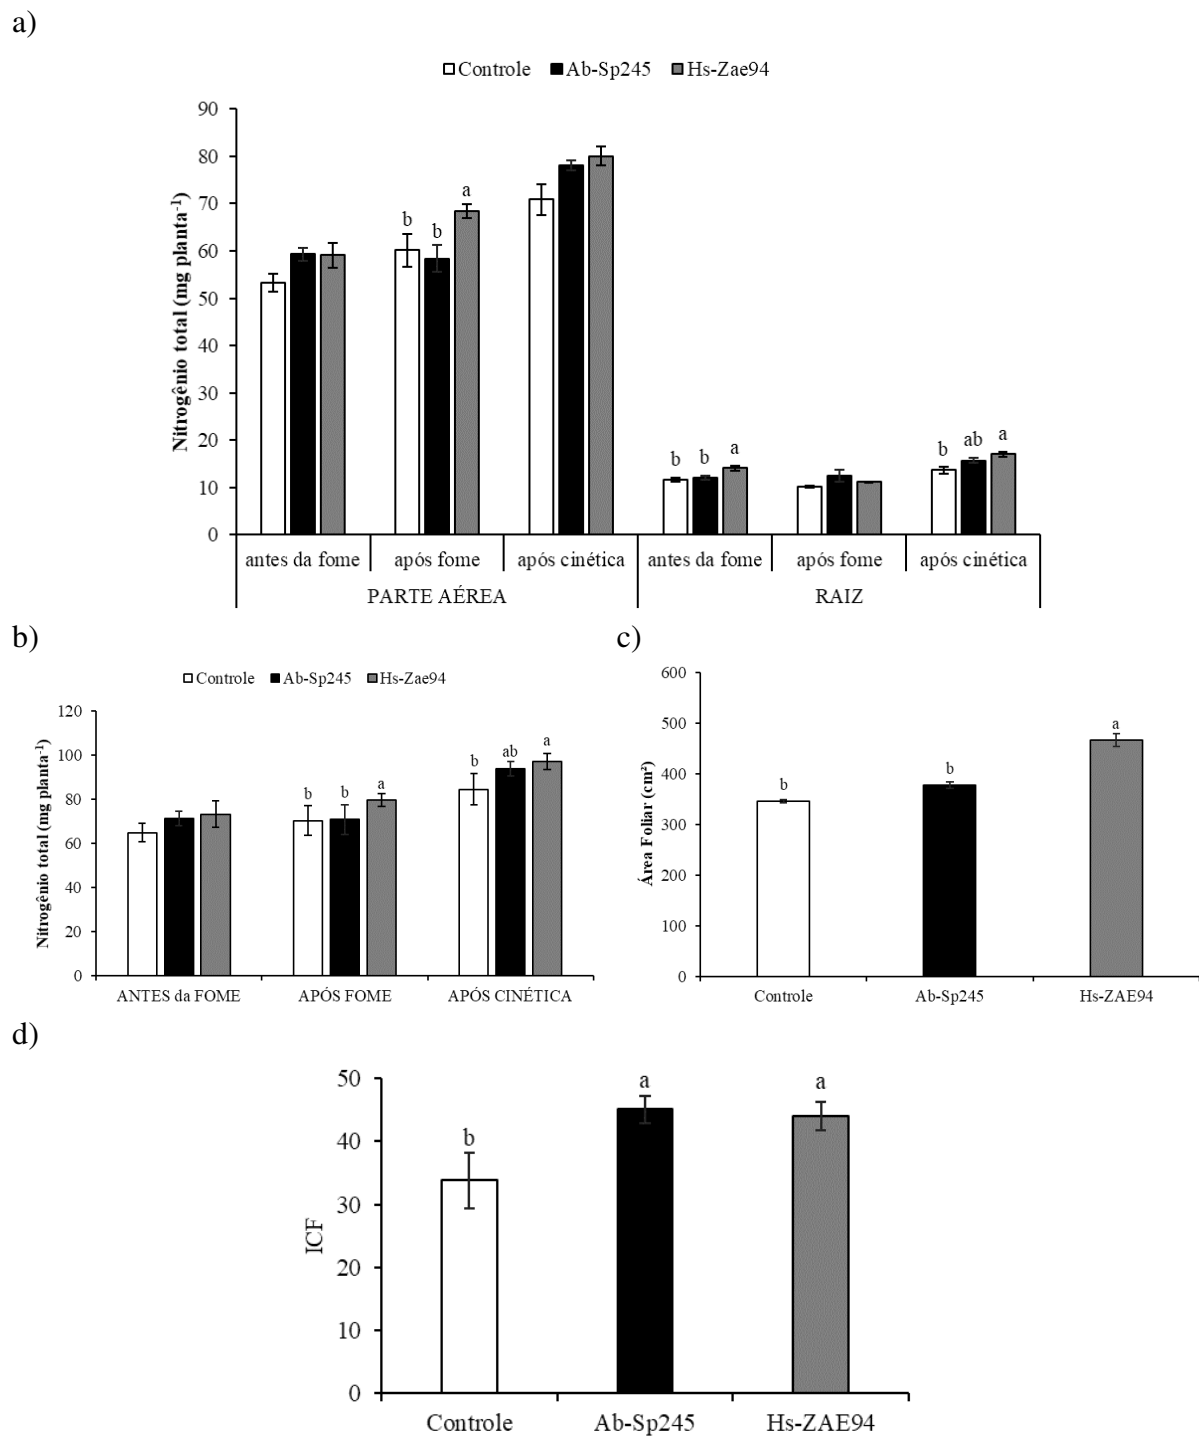 a)
Controle Ab-Sp245 Hs-Zae94
Nitrogênio total (mg planta⁻¹)
90
80
70
60
50
40
30
20
10
0
b b a
b b a
b ab a
antes da fome após fome após cinética antes da fome após fome após cinética
PARTE AÉREA RAIZ
b)
Controle Ab-Sp245 Hs-Zae94
Nitrogênio total (mg planta⁻¹)
120
100
80
60
40
20
0
b b a
b ab a
ANTES da FOME APÓS FOME APÓS CINÉTICA
c)
Área Foliar (cm²)
600
500
400
300
200
100
0
b b a
Controle Ab-Sp245 Hs-ZAE94
d)
ICF
50
40
30
20
10
0
b a a
Controle Ab-Sp245 Hs-ZAE94